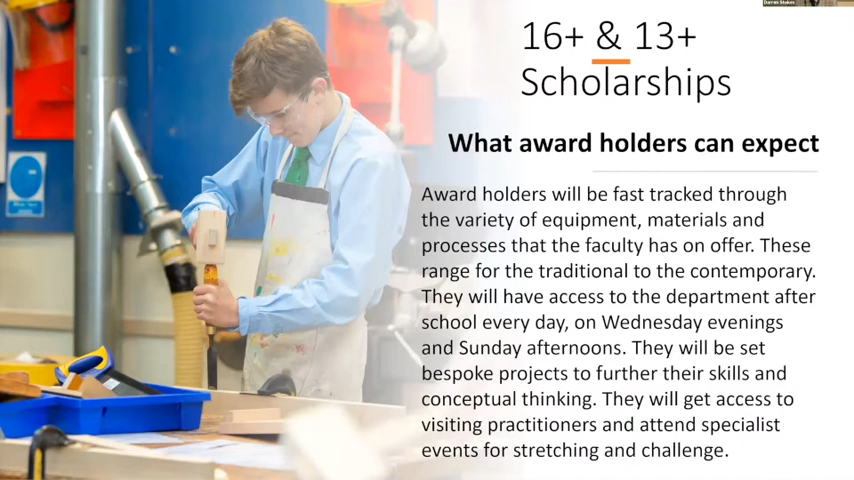 Darren Stokes
16+ & 13+
Scholarships
What award holders can expect
Award holders will be fast tracked through
the variety of equipment, materials and
processes that the faculty has on offer. These
range for the traditional to the contemporary.
They will have access to the department after
school every day, on Wednesday evenings
and Sunday afternoons. They will be set
bespoke projects to further their skills and
conceptual thinking. They will get access to
visiting practitioners and attend specialist
events for stretching and challenge.